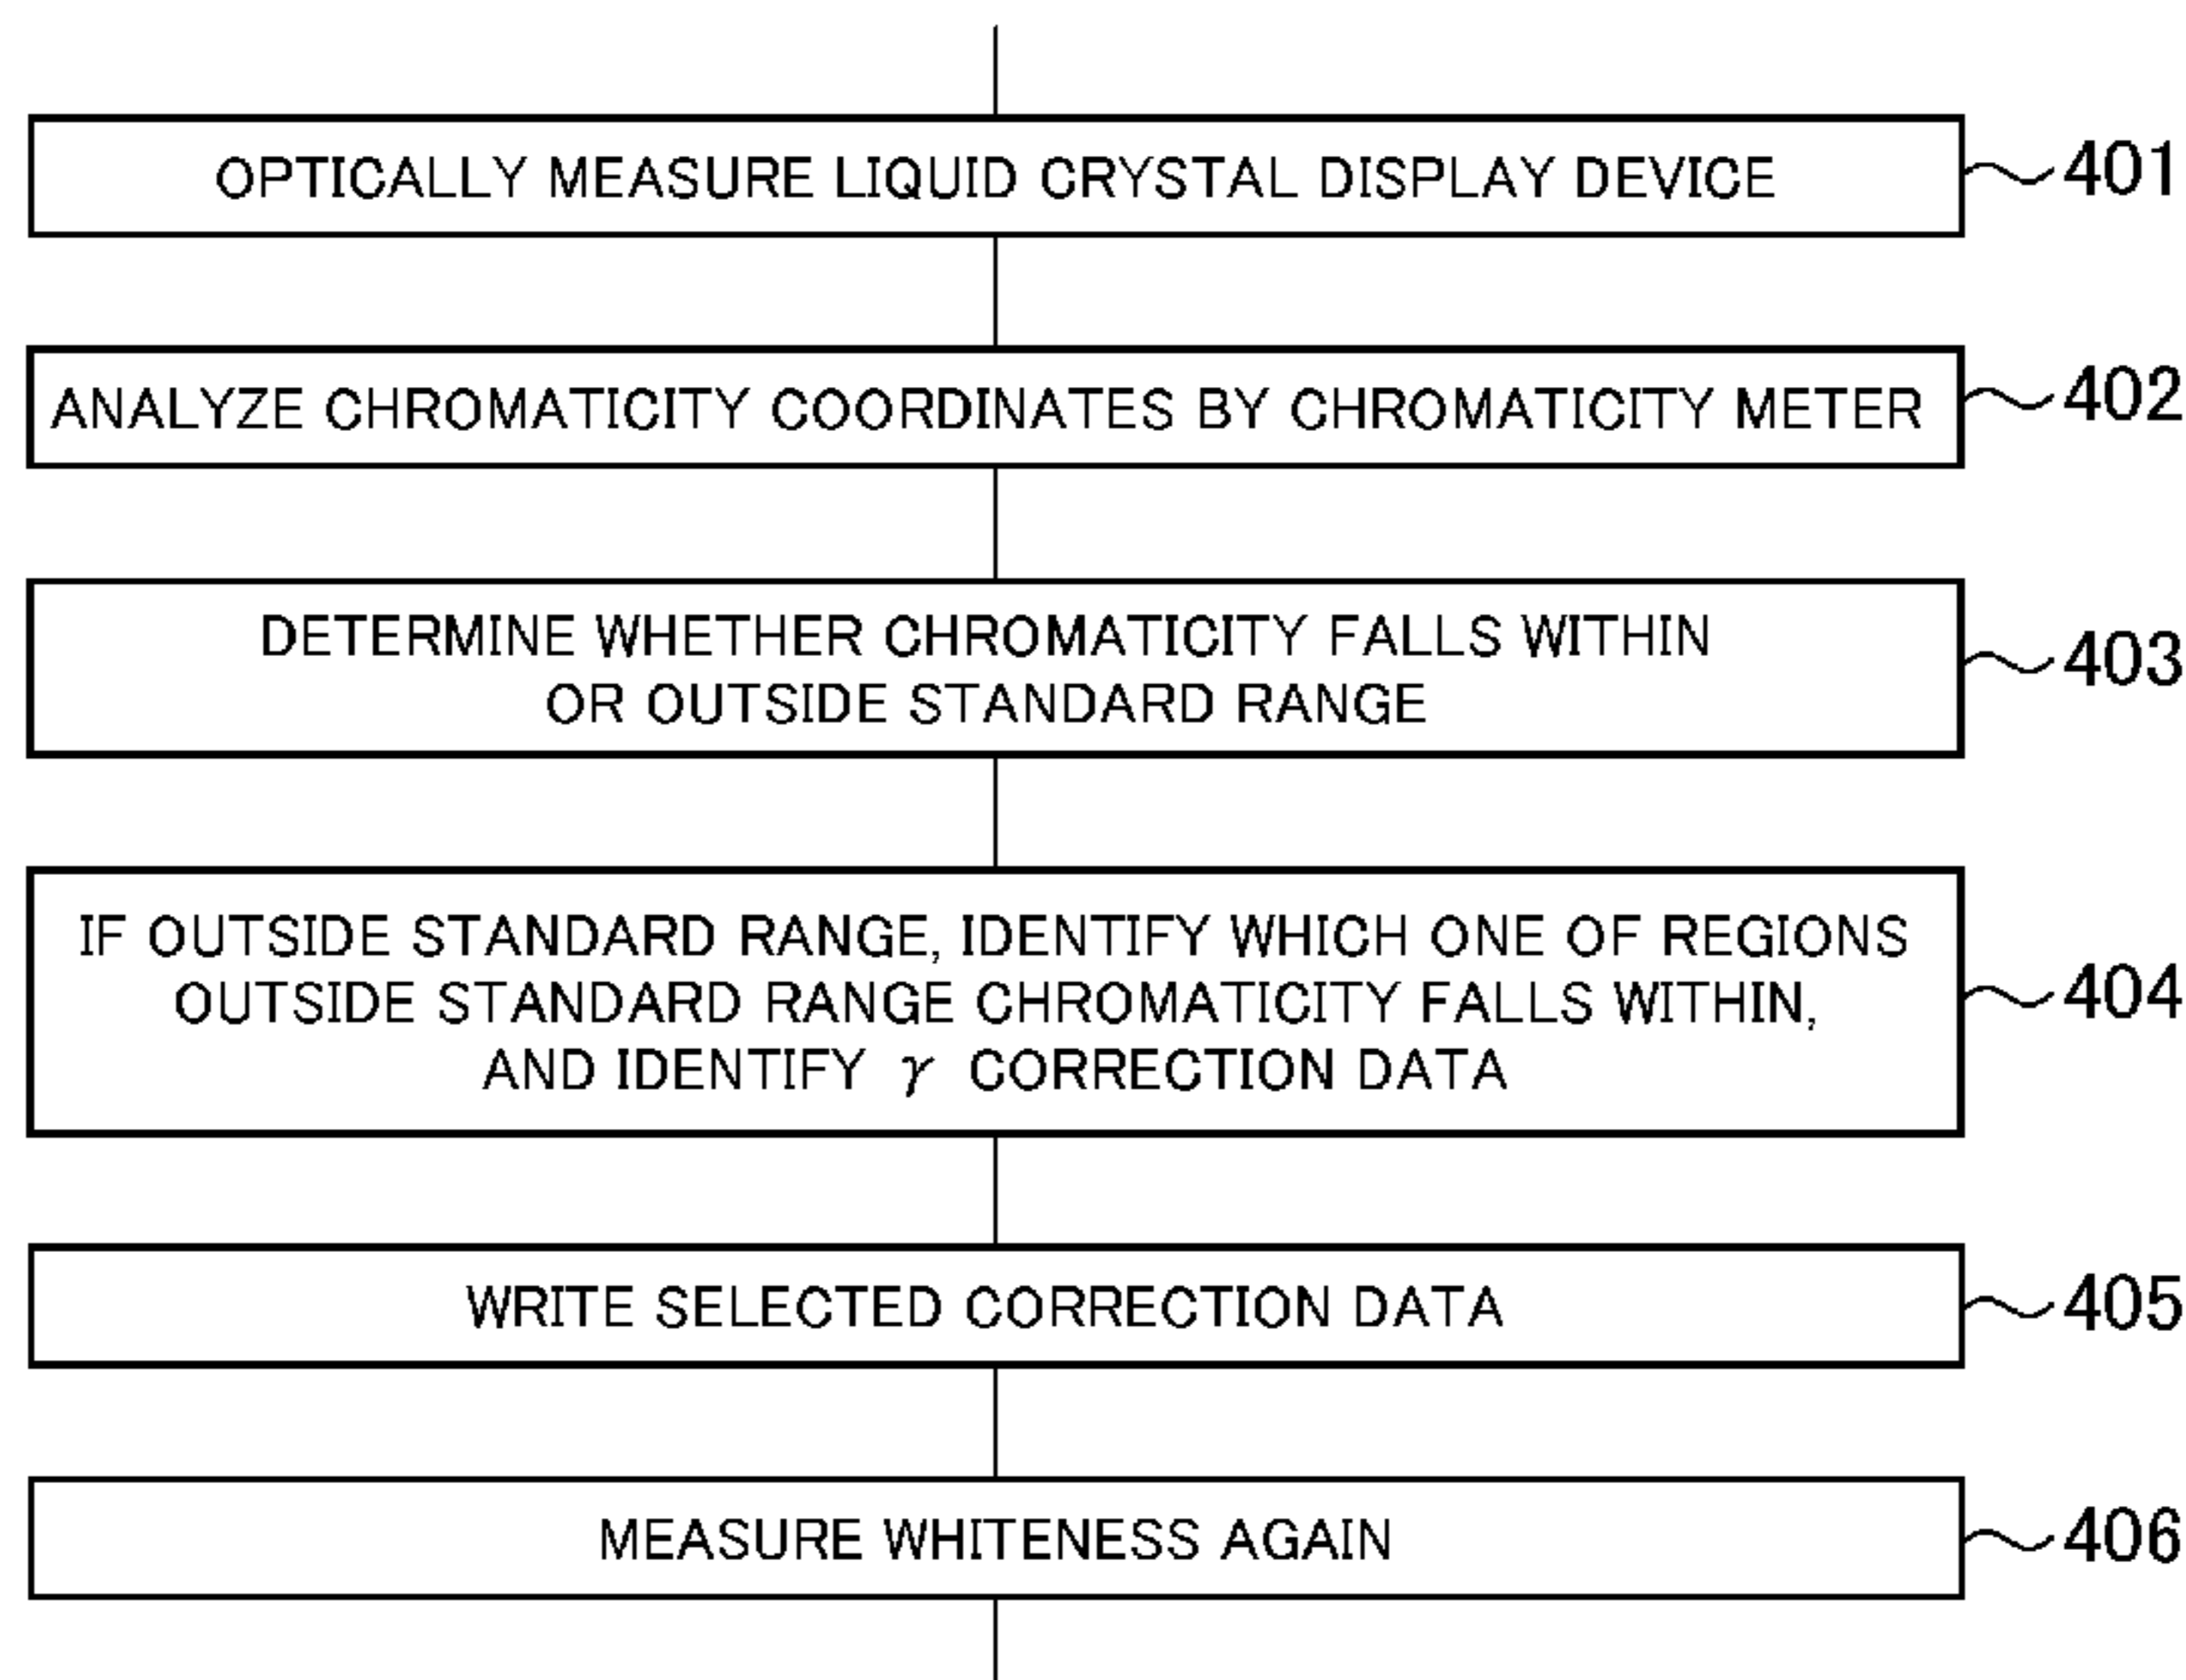 OPTICALLY MEASURE LIQUID CRYSTAL DISPLAY DEVICE 401
ANALYZE CHROMATICITY COORDINATES BY CHROMATICITY METER 402
DETERMINE WHETHER CHROMATICITY FALLS WITHIN
OR OUTSIDE STANDARD RANGE
403
IF OUTSIDE STANDARD RANGE, IDENTIFY WHICH ONE OF REGIONS
OUTSIDE STANDARD RANGE CHROMATICITY FALLS WITHIN,
AND IDENTIFY γ CORRECTION DATA
404
WRITE SELECTED CORRECTION DATA 405
MEASURE WHITENESS AGAIN 406